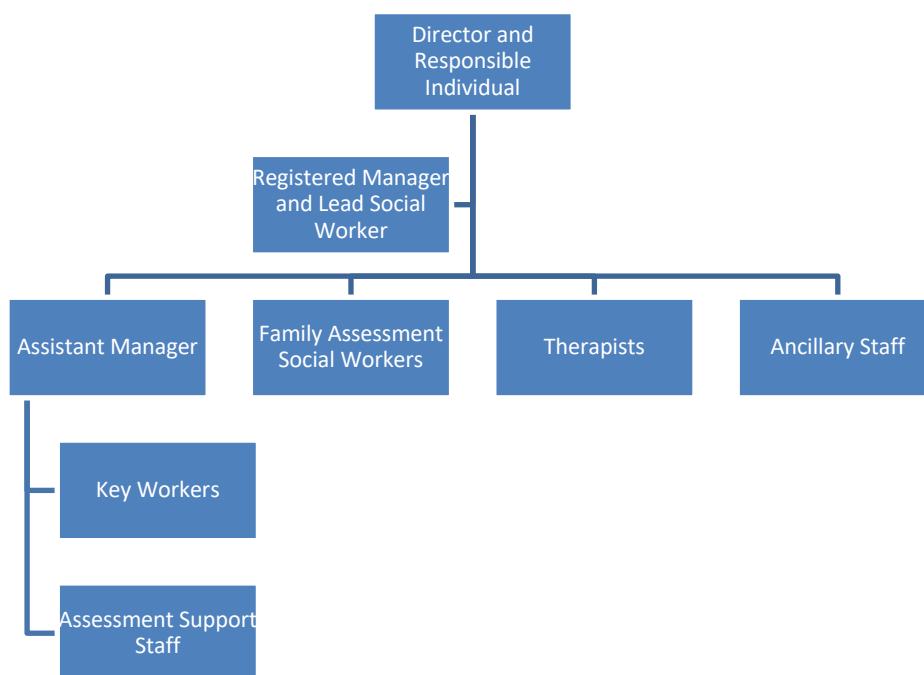 Director and
Responsible
Individual
Registered Manager
and Lead Social
Worker
Assistant Manager
Family Assessment
Social Workers
Therapists
Ancillary Staff
Key Workers
Assessment Support
Staff